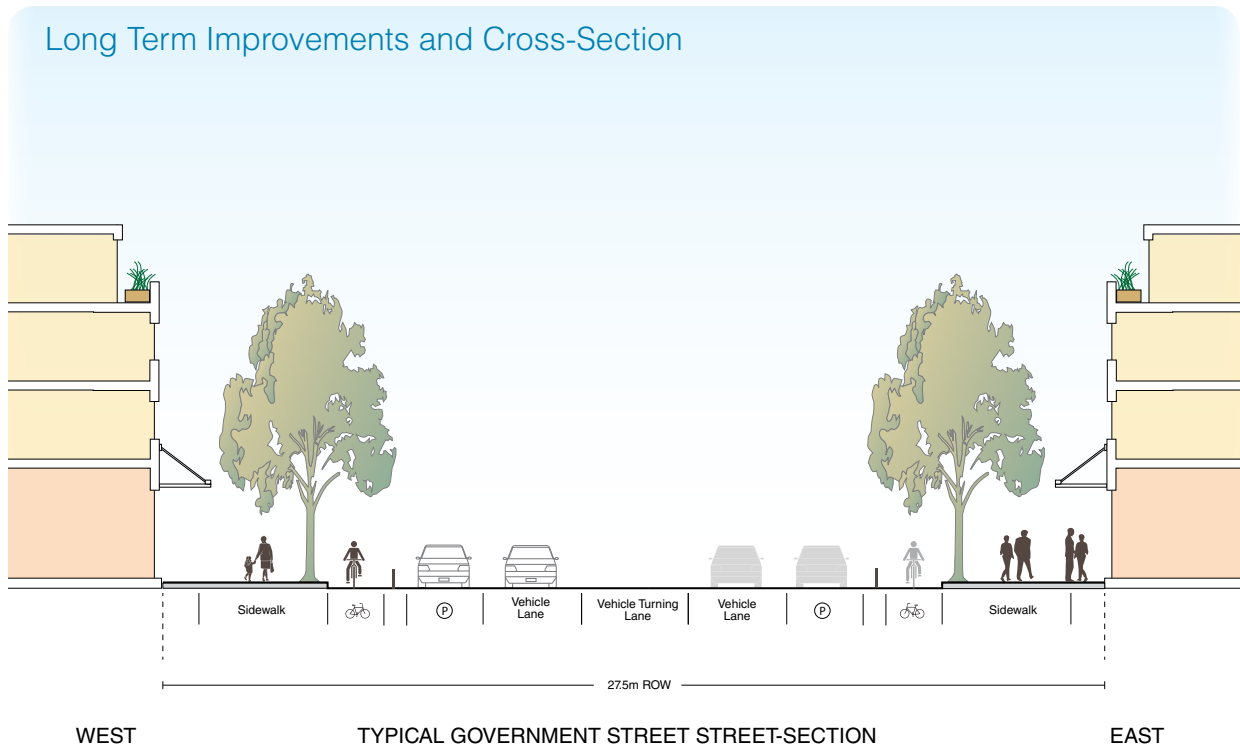 Long Term Improvements and Cross-Section
Sidewalk
P
Vehicle
Lane
Vehicle Turning
Lane
Vehicle
Lane
P
Sidewalk
27.5m ROW
WEST
TYPICAL GOVERNMENT STREET STREET-SECTION
EAST